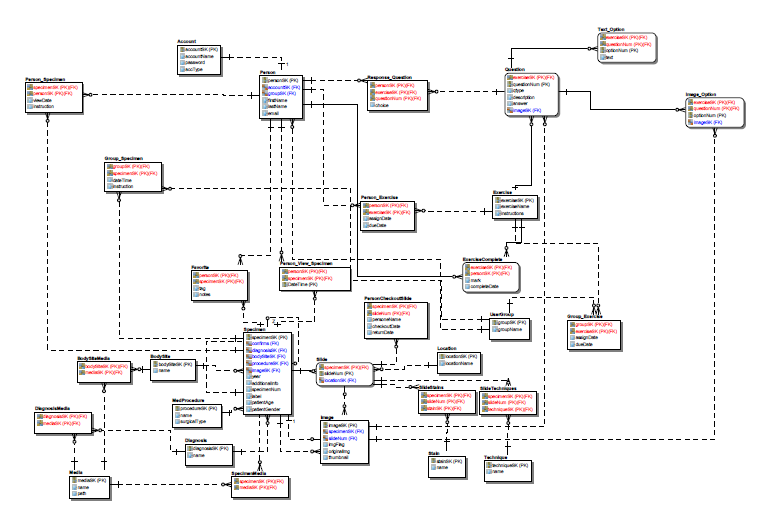 Account
accountSK (PK)
accountName
password
accType
Person_Specimen
specimenSK (PK)(FK)
personSK (PK)(FK)
viewDate
instruction
Person
personSK (PK)
accountSK (FK)
groupSK (FK)
firstName
lastName
email
Response_Question
personSK (PK)(FK)
exerciseSK (PK)(FK)
questionNum (PK)(FK)
choice
Question
exerciseSK (PK)(FK)
questionNum (PK)
qtype
description
answer
imageSK (FK)
Text_Option
exerciseSK (PK)(FK)
questionNum (PK)(FK)
optionNum (PK)
text
Image_Option
exerciseSK (PK)(FK)
questionNum (PK)(FK)
optionNum (PK)
imageSK (FK)
Group_Specimen
groupSK (PK)(FK)
specimenSK (PK)(FK)
dateTime
instruction
Person_Exercise
personSK (PK)(FK)
exerciseSK (PK)(FK)
assignDate
dueDate
Exercise
exerciseSK (PK)
exerciseName
instructions
Favorite
personSK (PK)(FK)
specimenSK (PK)(FK)
tag
notes
Person_View_Specimen
personSK (PK)(FK)
specimenSK (PK)(FK)
DateTime (PK)
ExerciseComplete
exerciseSK (PK)(FK)
personSK (PK)(FK)
mark
completeDate
PersonCheckoutSlide
specimenSK (PK)(FK)
slideNum (PK)(FK)
personeName
checkoutDate
returnDate
UserGroup
groupSK (PK)
groupName
Group_Exercise
groupSK (PK)(FK)
exerciseSK (PK)(FK)
assignDate
dueDate
Specimen
specimenSK (PK)
confirms (FK)
diagnosisSK (FK)
bodySiteSK (FK)
procedureSK (FK)
imageSK (FK)
year
additionalInfo
specimenNum
label
patientAge
patientGender
BodySiteMedia
bodySiteSK (PK)(FK)
mediaSK (PK)(FK)
BodySite
bodySiteSK (PK)
name
Slide
specimenSK (PK)(FK)
slideNum (PK)
locationSK (FK)
Location
locationSK (PK)
locationName
SlideStains
specimenSK (PK)(FK)
slideNum (PK)(FK)
stainSK (PK)(FK)
SlideTechniques
specimenSK (PK)(FK)
slideNum (PK)(FK)
techniqueSK (PK)(FK)
MedProcedure
procedureSK (PK)
name
surgicalType
DiagnosisMedia
diagnosisSK (PK)(FK)
mediaSK (PK)(FK)
Diagnosis
diagnosisSK (PK)
name
Image
imageSK (PK)
specimenSK (FK)
slideNum (FK)
imgFlag
originalImg
thumbnail
Stain
stainSK (PK)
name
Technique
techniqueSK (PK)
name
Media
mediaSK (PK)
name
path
SpecimenMedia
specimenSK (PK)(FK)
mediaSK (PK)(FK)